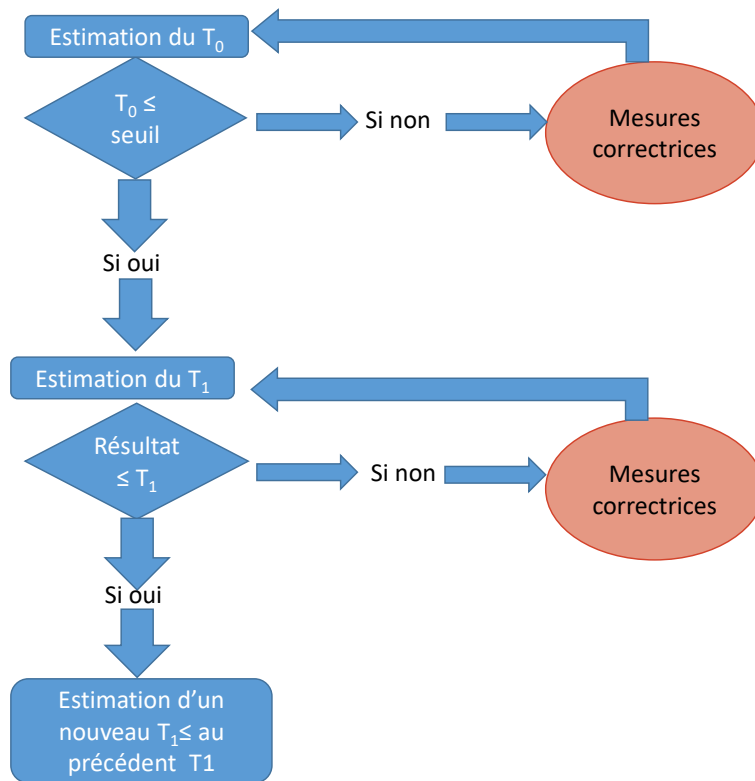 Estimation du T₀
T₀ ≤
seuil
Si non
Mesures
correctrices
Si oui
Estimation du T₁
Résultat
≤ T₁
Si non
Mesures
correctrices
Si oui
Estimation d’un
nouveau T₁≤ au
précédent T1